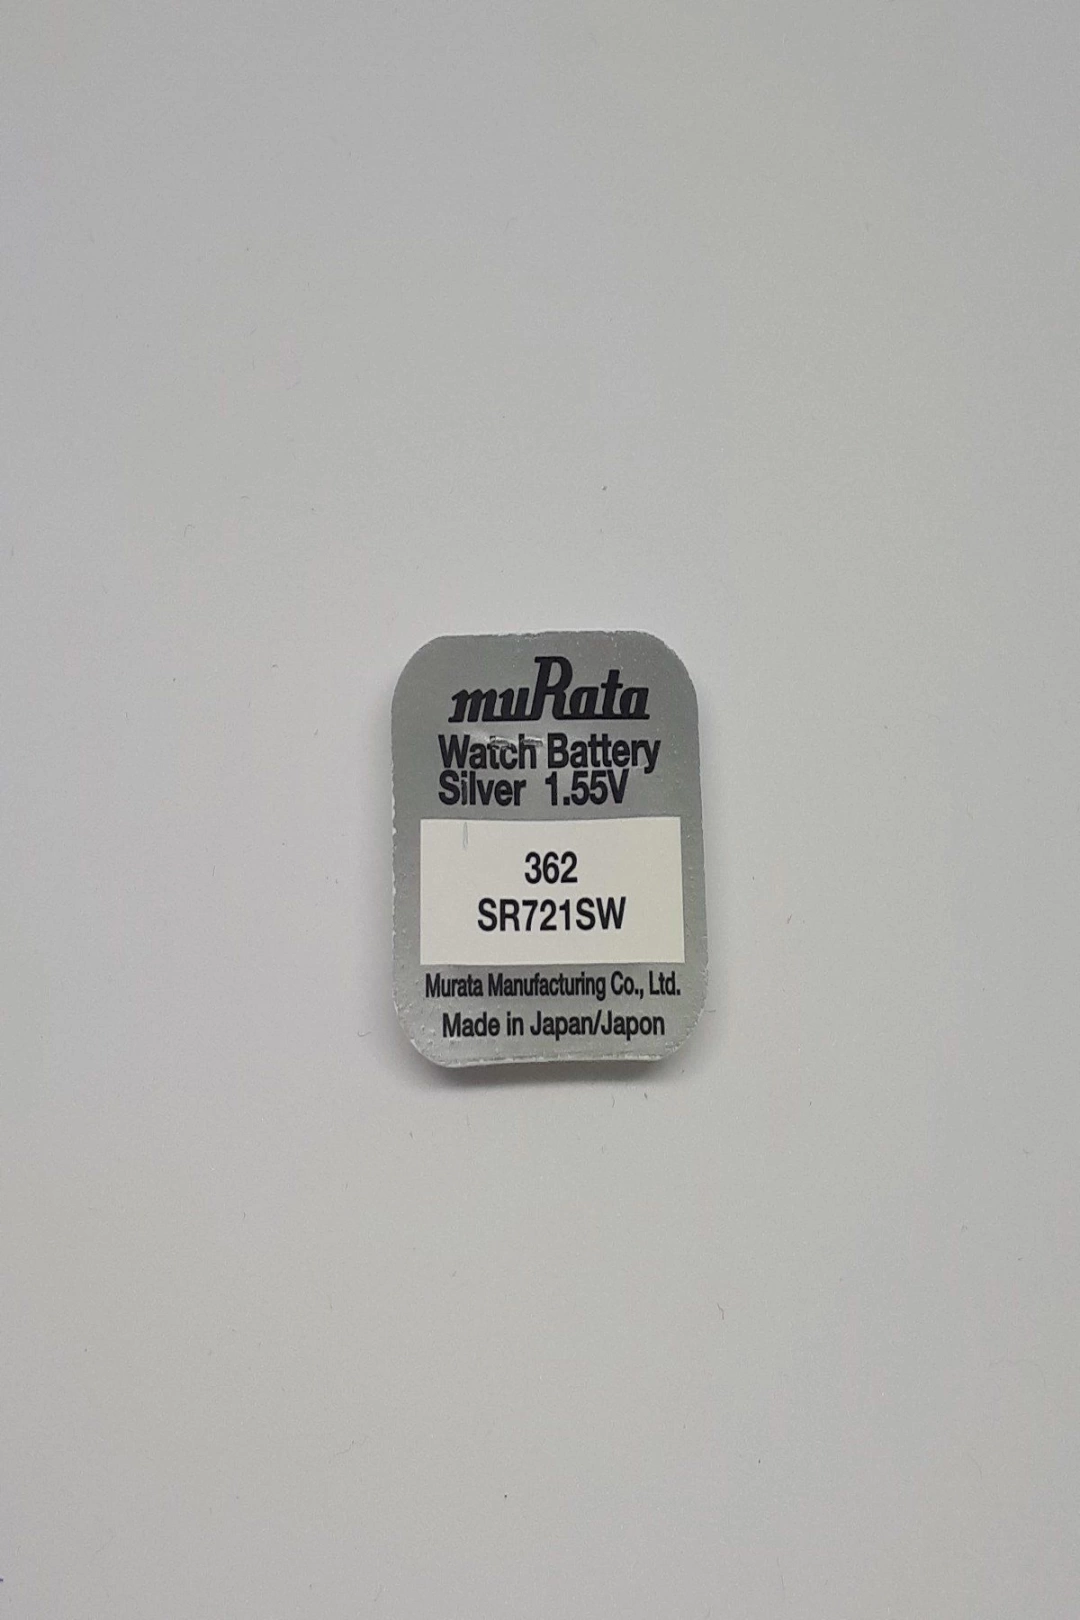 muRata
Watch Battery
Silver 1.55V
362
SR721SW
Murata Manufacturing Co., Ltd.
Made in Japan/Japon